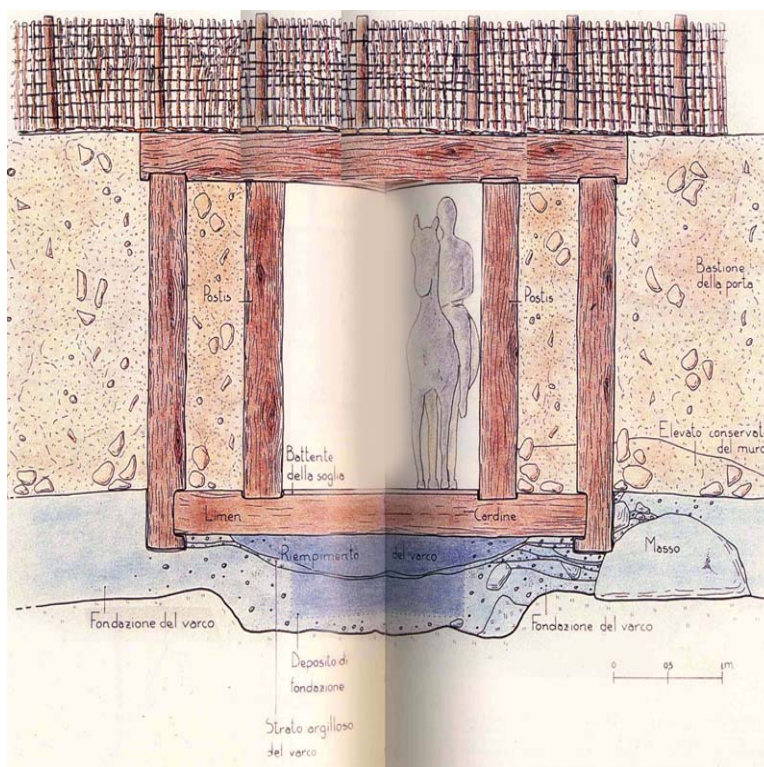 Bastione
della porta
Postis
Postis
Elevato conservato
del muro
Battente
della soglia
Limen
Cardine
Riempimento del varco
Masso
Fondazione del varco
Fondazione del varco
0 0,5 1 m.
Deposito di
fondazione
Strato argilloso
del varco